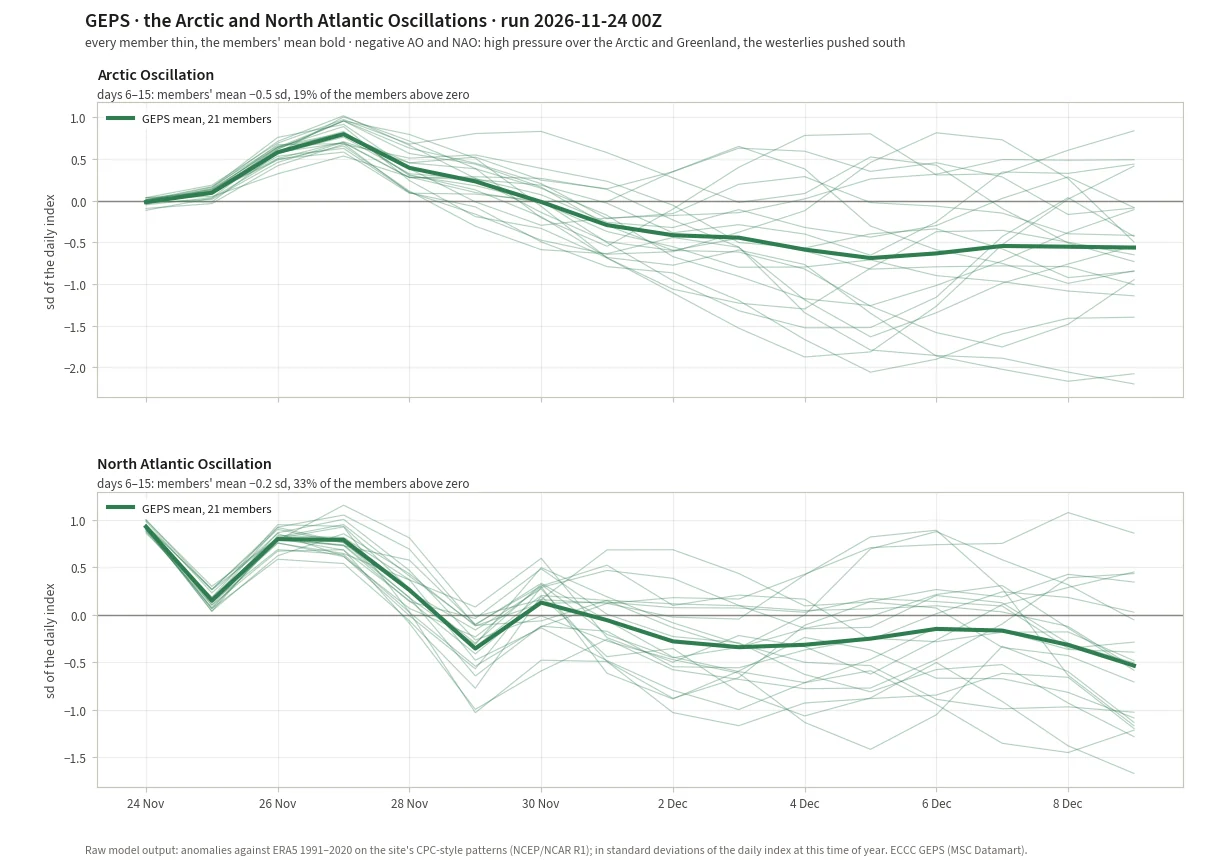 GEPS · the Arctic and North Atlantic Oscillations · run 2026-11-24 00Z
every member thin, the members' mean bold · negative AO and NAO: high pressure over the Arctic and Greenland, the westerlies pushed south
Arctic Oscillation
days 6–15: members' mean −0.5 sd, 19% of the members above zero
GEPS mean, 21 members
1.0
0.5
0.0
−0.5
−1.0
−1.5
−2.0
sd of the daily index
North Atlantic Oscillation
days 6–15: members' mean −0.2 sd, 33% of the members above zero
GEPS mean, 21 members
1.0
0.5
0.0
−0.5
−1.0
−1.5
sd of the daily index
24 Nov 26 Nov 28 Nov 30 Nov 2 Dec 4 Dec 6 Dec 8 Dec
Raw model output: anomalies against ERA5 1991–2020 on the site's CPC-style patterns (NCEP/NCAR R1); in standard deviations of the daily index at this time of year. ECCC GEPS (MSC Datamart).